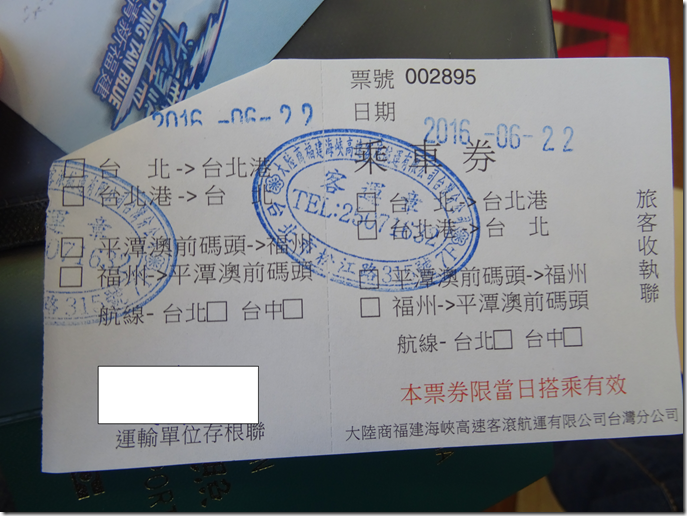 DING TAN BLUE
2016.-06-22
台 北->台北港
台北港->台 北
平潭澳前碼頭->福州
福州->平潭澳前碼頭
航線-台北□ 台中□
運輸單位存根聯
票號 002895
日期
2016.-06-22
乘車券
台 北->台北港
台北港->台 北
平潭澳前碼頭->福州
福州->平潭澳前碼頭
航線-台北□ 台中□
本票券限當日搭乘有效
大陸商福建海峽高速客滾航運有限公司台灣分公司
旅客收執聯
客運章